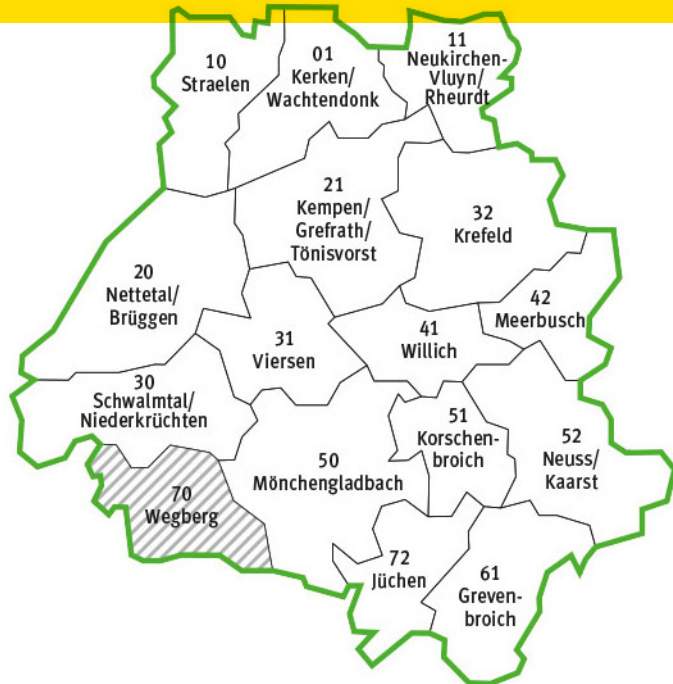 10
Straelen
01
Kerken/
Wachtendonk
11
Neukirchen-
Vluyn/
Rheurdt
21
Kempen/
Grefrath/
Tönisvorst
32
Krefeld
20
Nettetal/
Brüggen
31
Viersen
41
Willich
42
Meerbusch
30
Schwalmtal/
Niederkrüchten
50
Mönchengladbach
51
Korschen-
broich
52
Neuss/
Kaarst
70
Wegberg
72
Jüchen
61
Greven-
broich